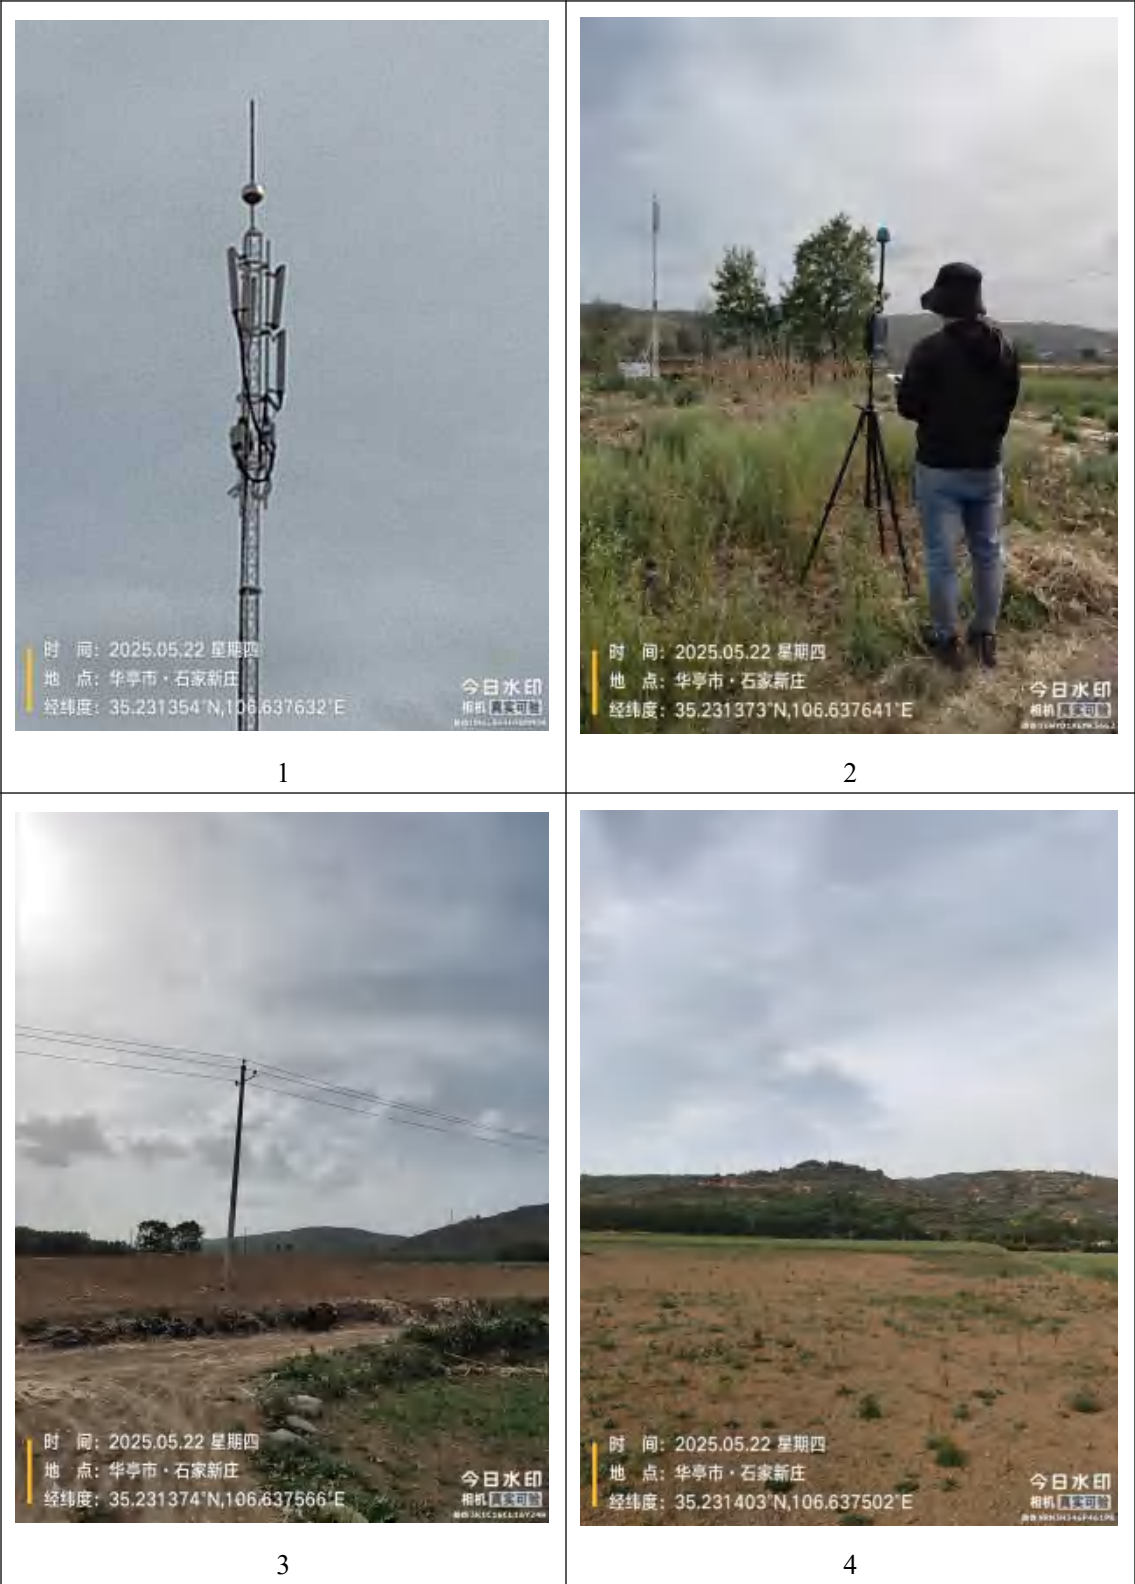 时 间：2025.05.22 星期四
地 点：华亭市·石家新庄
经纬度：35.231354°N,106.637632°E
今日水印
相机 真实可验
1
时 间：2025.05.22 星期四
地 点：华亭市·石家新庄
经纬度：35.231373°N,106.637641°E
今日水印
相机 真实可验
2
时 间：2025.05.22 星期四
地 点：华亭市·石家新庄
经纬度：35.231374°N,106.637566°E
今日水印
相机 真实可验
3
时 间：2025.05.22 星期四
地 点：华亭市·石家新庄
经纬度：35.231403°N,106.637502°E
今日水印
相机 真实可验
4